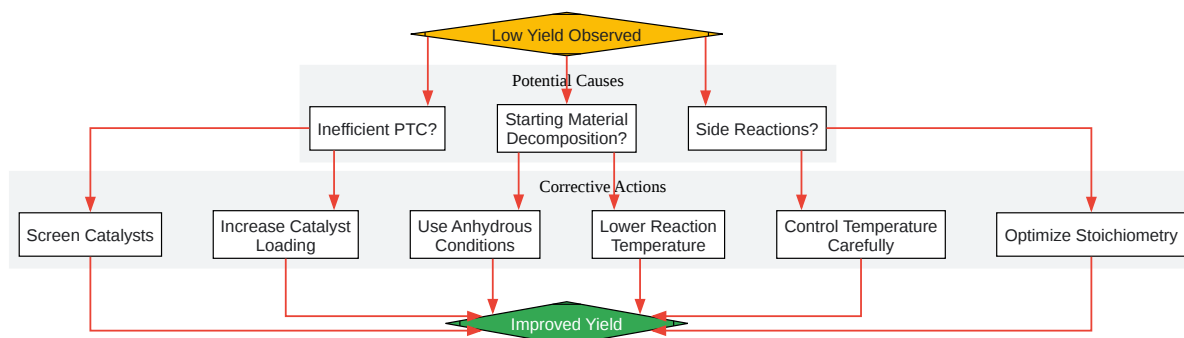 Low Yield Observed
Potential Causes
Inefficient PTC?
Starting Material
Decomposition?
Side Reactions?
Corrective Actions
Screen Catalysts
Increase Catalyst
Loading
Use Anhydrous
Conditions
Lower Reaction
Temperature
Control Temperature
Carefully
Optimize Stoichiometry
Improved Yield